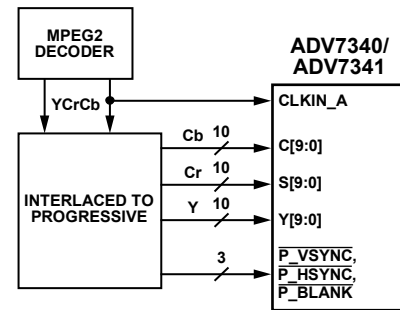 MPEG2
DECODER
YCrCb
ADV7340/
ADV7341
CLKIN_A
Cb 10
C[9:0]
Cr 10
S[9:0]
Y 10
Y[9:0]
INTERLACED TO
PROGRESSIVE
3
P_VSYNC,
P_HSYNC,
P_BLANK